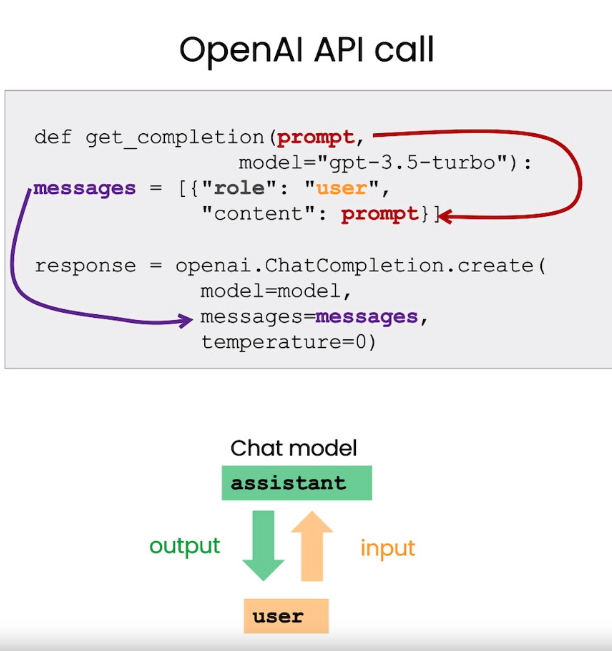 OpenAI API call
def get_completion(prompt,
model="gpt-3.5-turbo"):
messages = [{"role": "user",
"content": prompt}]
response = openai.ChatCompletion.create(
model=model,
messages=messages,
temperature=0)
Chat model
assistant
output
input
user